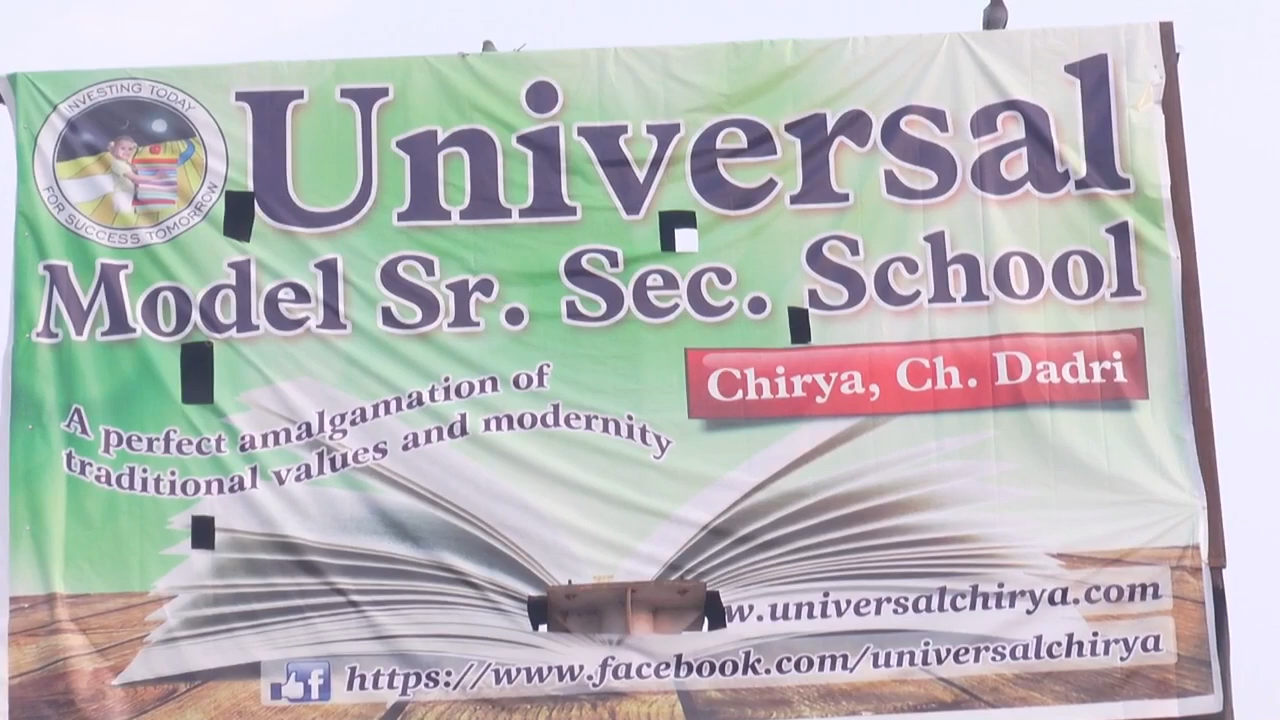 INVESTING TODAY
FOR SUCCESS TOMORROW
Universal
Model Sr. Sec. School
Chirya, Ch. Dadri
A perfect amalgamation of
traditional values and modernity
w.universalchirya.com
https://www.facebook.com/universalchirya
f